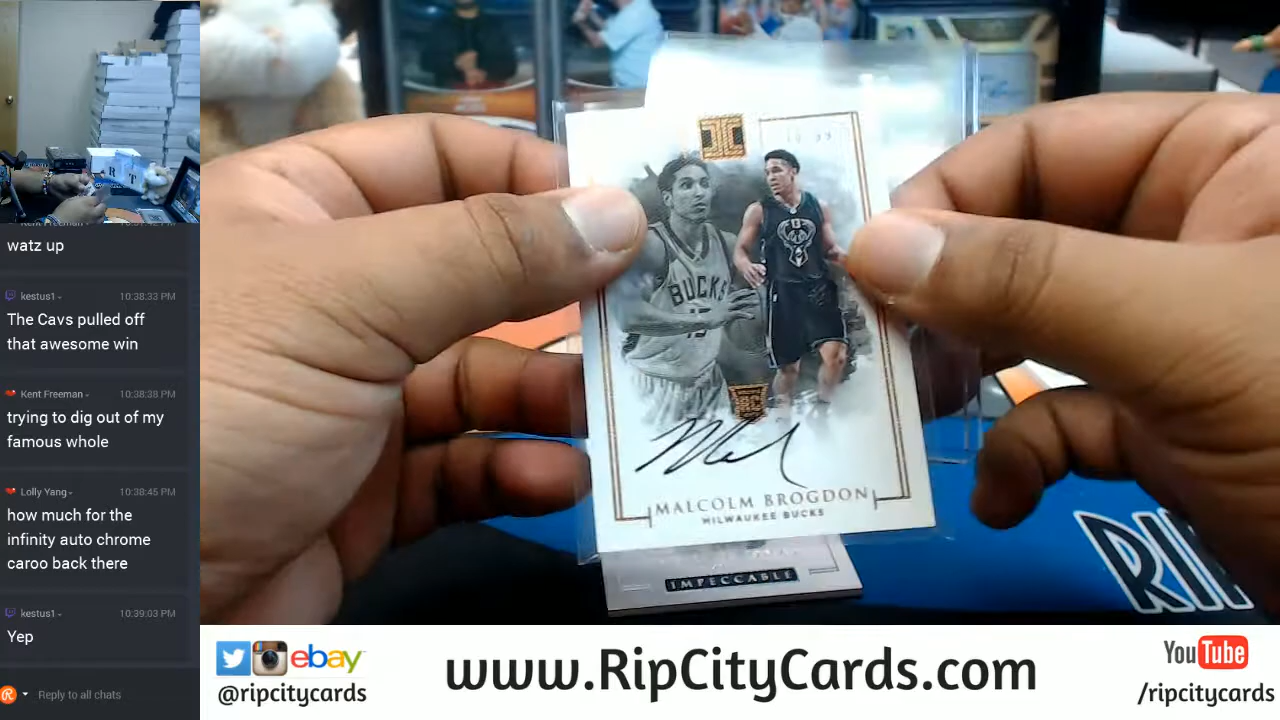 watz up
kestus1 10:38:33 PM
The Cavs pulled off
that awesome win
Kent Freeman 10:38:38 PM
trying to dig out of my
famous whole
Lolly Yang 10:38:45 PM
how much for the
infinity auto chrome
caroo back there
kestus1 10:39:03 PM
Yep
Reply to all chats
BUCKS
RC
MALCOLM BROGDON
MILWAUKEE BUCKS
IMPECCABLE
RIP
ebay
@ripcitycards
www.RipCityCards.com
YouTube
/ripcitycards